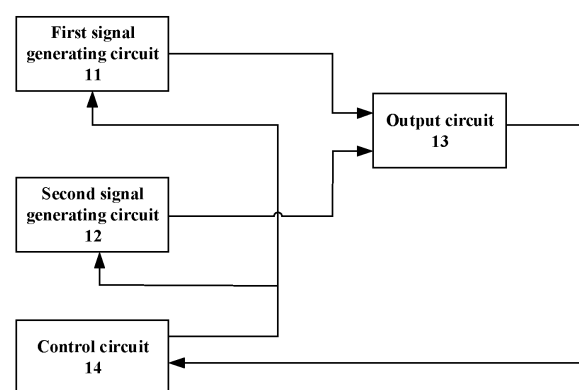 First signal
generating circuit
11
Output circuit
13
Second signal
generating circuit
12
Control circuit
14